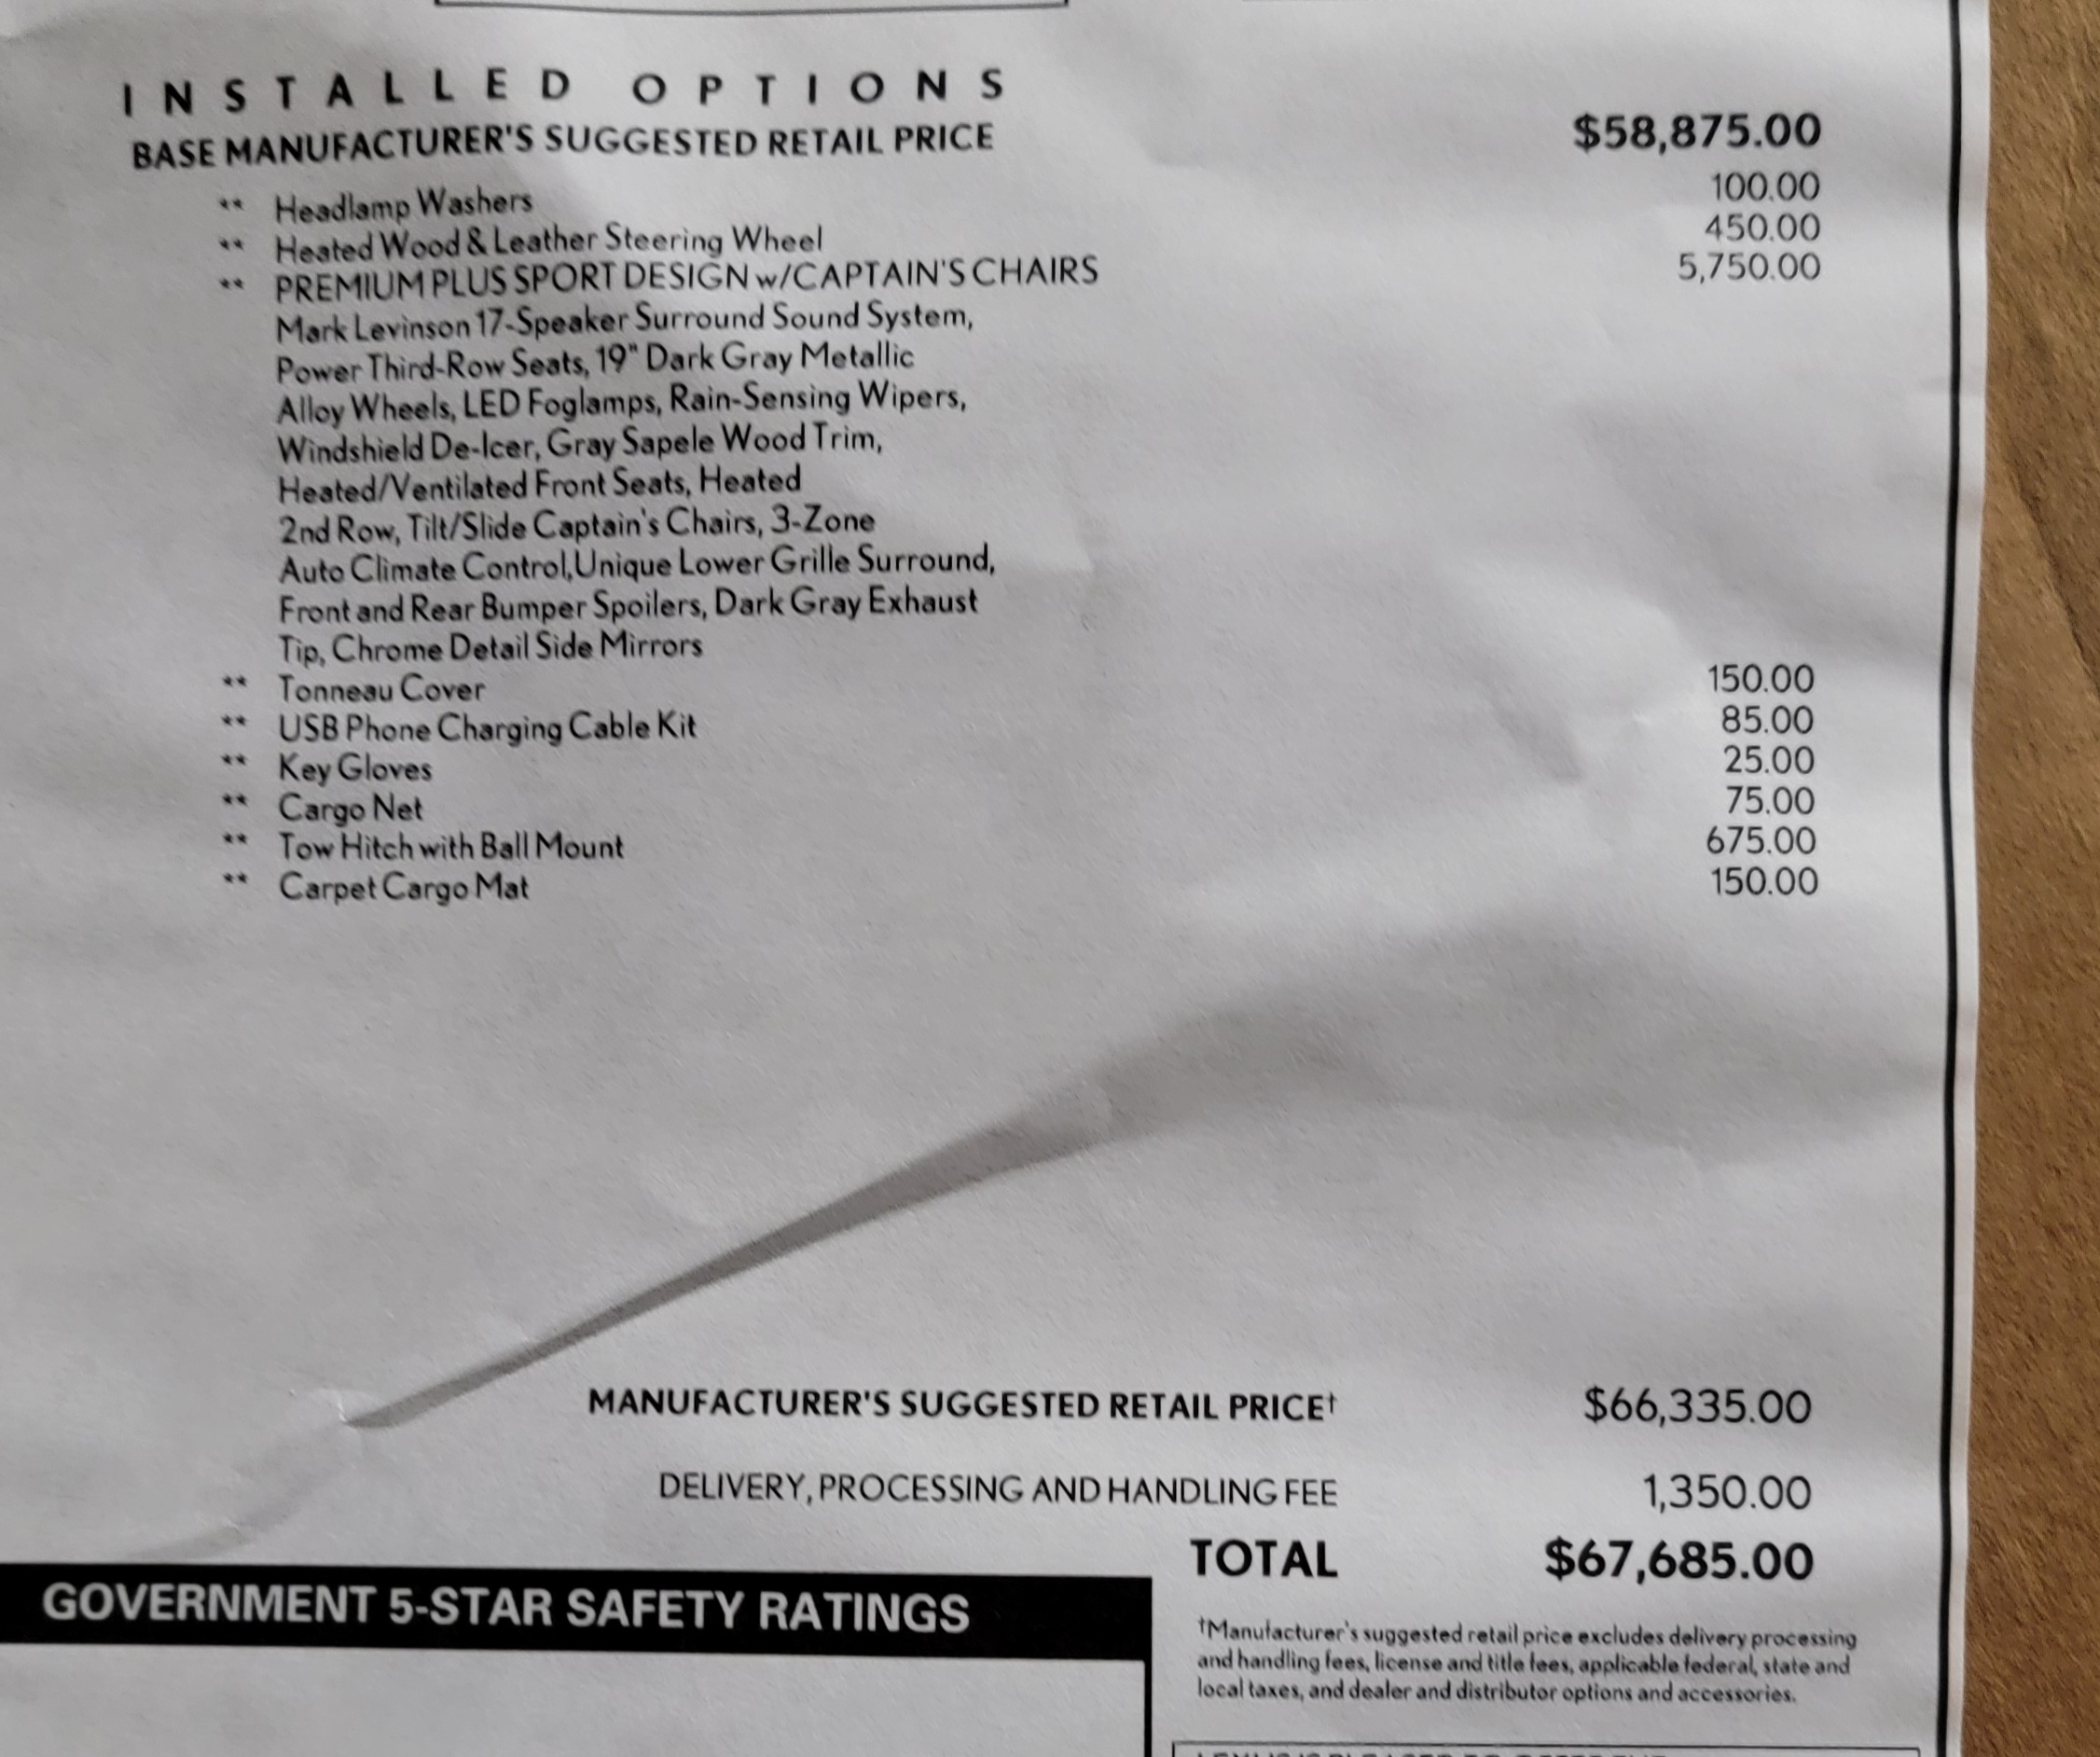 INSTALLED OPTIONS
BASE MANUFACTURER'S SUGGESTED RETAIL PRICE $58,875.00
** Headlamp Washers 100.00
** Heated Wood & Leather Steering Wheel 450.00
** PREMIUM PLUS SPORT DESIGN w/CAPTAIN'S CHAIRS 5,750.00
Mark Levinson 17-Speaker Surround Sound System,
Power Third-Row Seats, 19" Dark Gray Metallic
Alloy Wheels, LED Foglamps, Rain-Sensing Wipers,
Windshield De-Icer, Gray Sapele Wood Trim,
Heated/Ventilated Front Seats, Heated
2nd Row, Tilt/Slide Captain's Chairs, 3-Zone
Auto Climate Control,Unique Lower Grille Surround,
Front and Rear Bumper Spoilers, Dark Gray Exhaust
Tip, Chrome Detail Side Mirrors
** Tonneau Cover 150.00
** USB Phone Charging Cable Kit 85.00
** Key Gloves 25.00
** Cargo Net 75.00
** Tow Hitch with Ball Mount 675.00
** Carpet Cargo Mat 150.00
MANUFACTURER'S SUGGESTED RETAIL PRICE† $66,335.00
DELIVERY, PROCESSING AND HANDLING FEE 1,350.00
TOTAL $67,685.00
GOVERNMENT 5-STAR SAFETY RATINGS
†Manufacturer's suggested retail price excludes delivery processing
and handling fees, license and title fees, applicable federal, state and
local taxes, and dealer and distributor options and accessories.